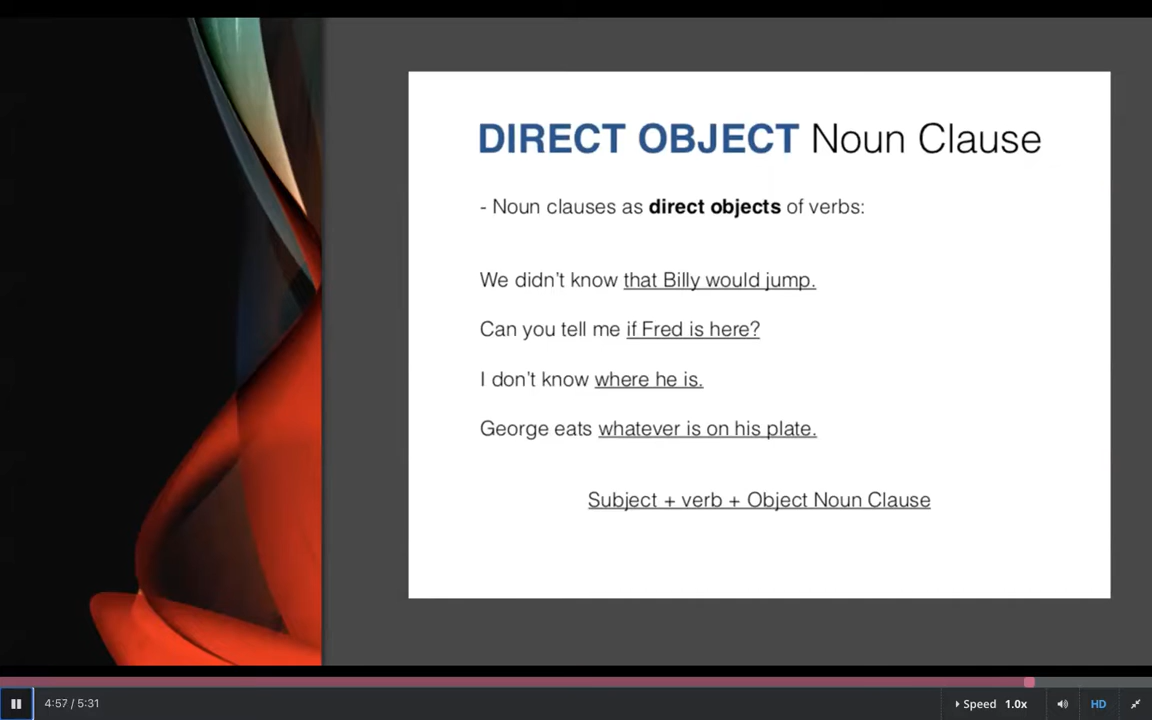 DIRECT OBJECT Noun Clause
- Noun clauses as direct objects of verbs:
We didn't know that Billy would jump.
Can you tell me if Fred is here?
I don't know where he is.
George eats whatever is on his plate.
Subject + verb + Object Noun Clause
4:57 / 5:31
Speed 1.0x
HD